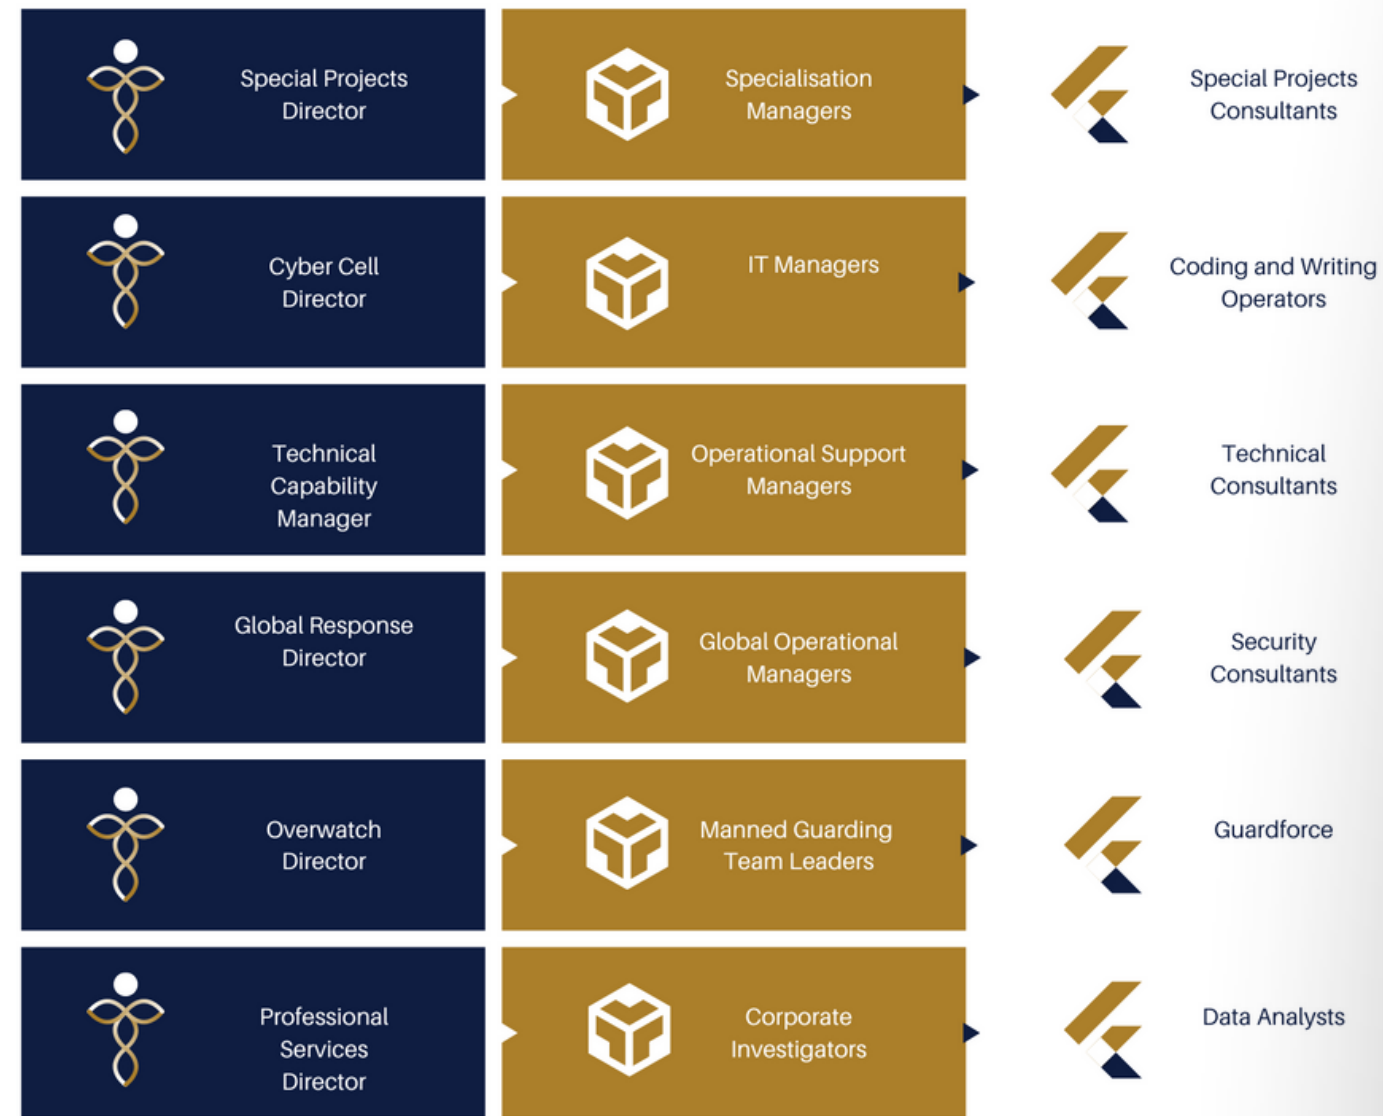 Special Projects
Director
Specialisation
Managers
Special Projects
Consultants
Cyber Cell
Director
IT Managers
Coding and Writing
Operators
Technical
Capability
Manager
Operational Support
Managers
Technical
Consultants
Global Response
Director
Global Operational
Managers
Security
Consultants
Overwatch
Director
Manned Guarding
Team Leaders
Guardforce
Professional
Services
Director
Corporate
Investigators
Data Analysts